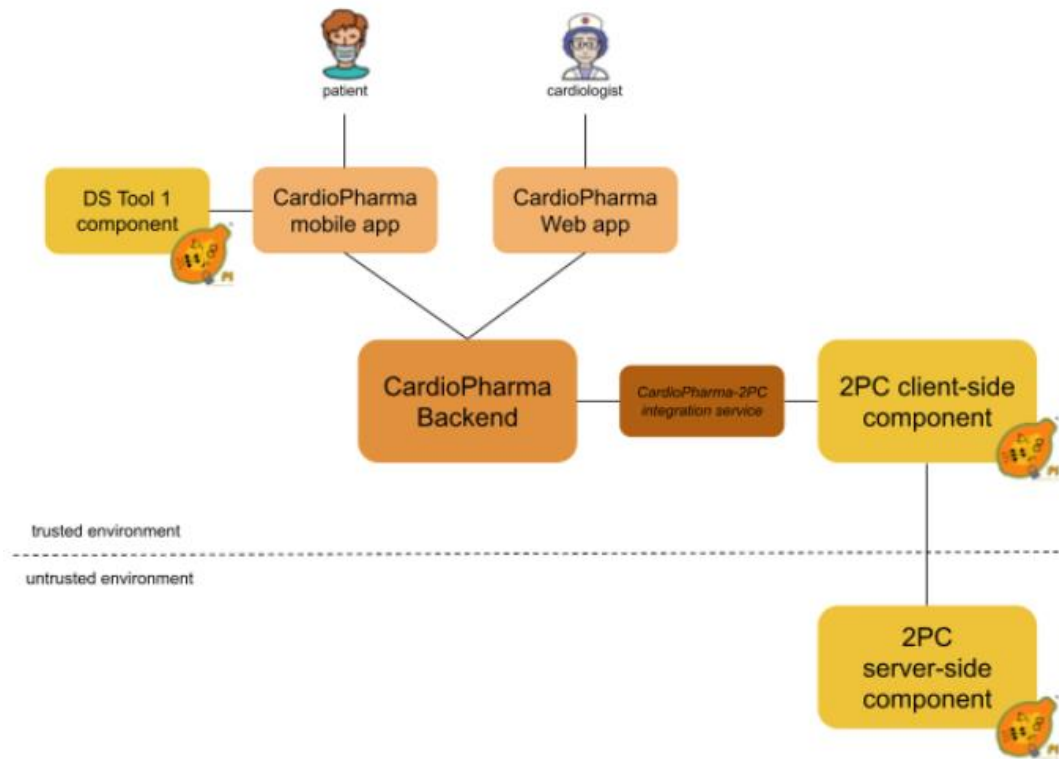 patient
cardiologist
DS Tool 1
component
CardioPharma
mobile app
CardioPharma
Web app
CardioPharma
Backend
CardioPharma-2PC
integration service
2PC client-side
component
trusted environment
untrusted environment
2PC
server-side
component